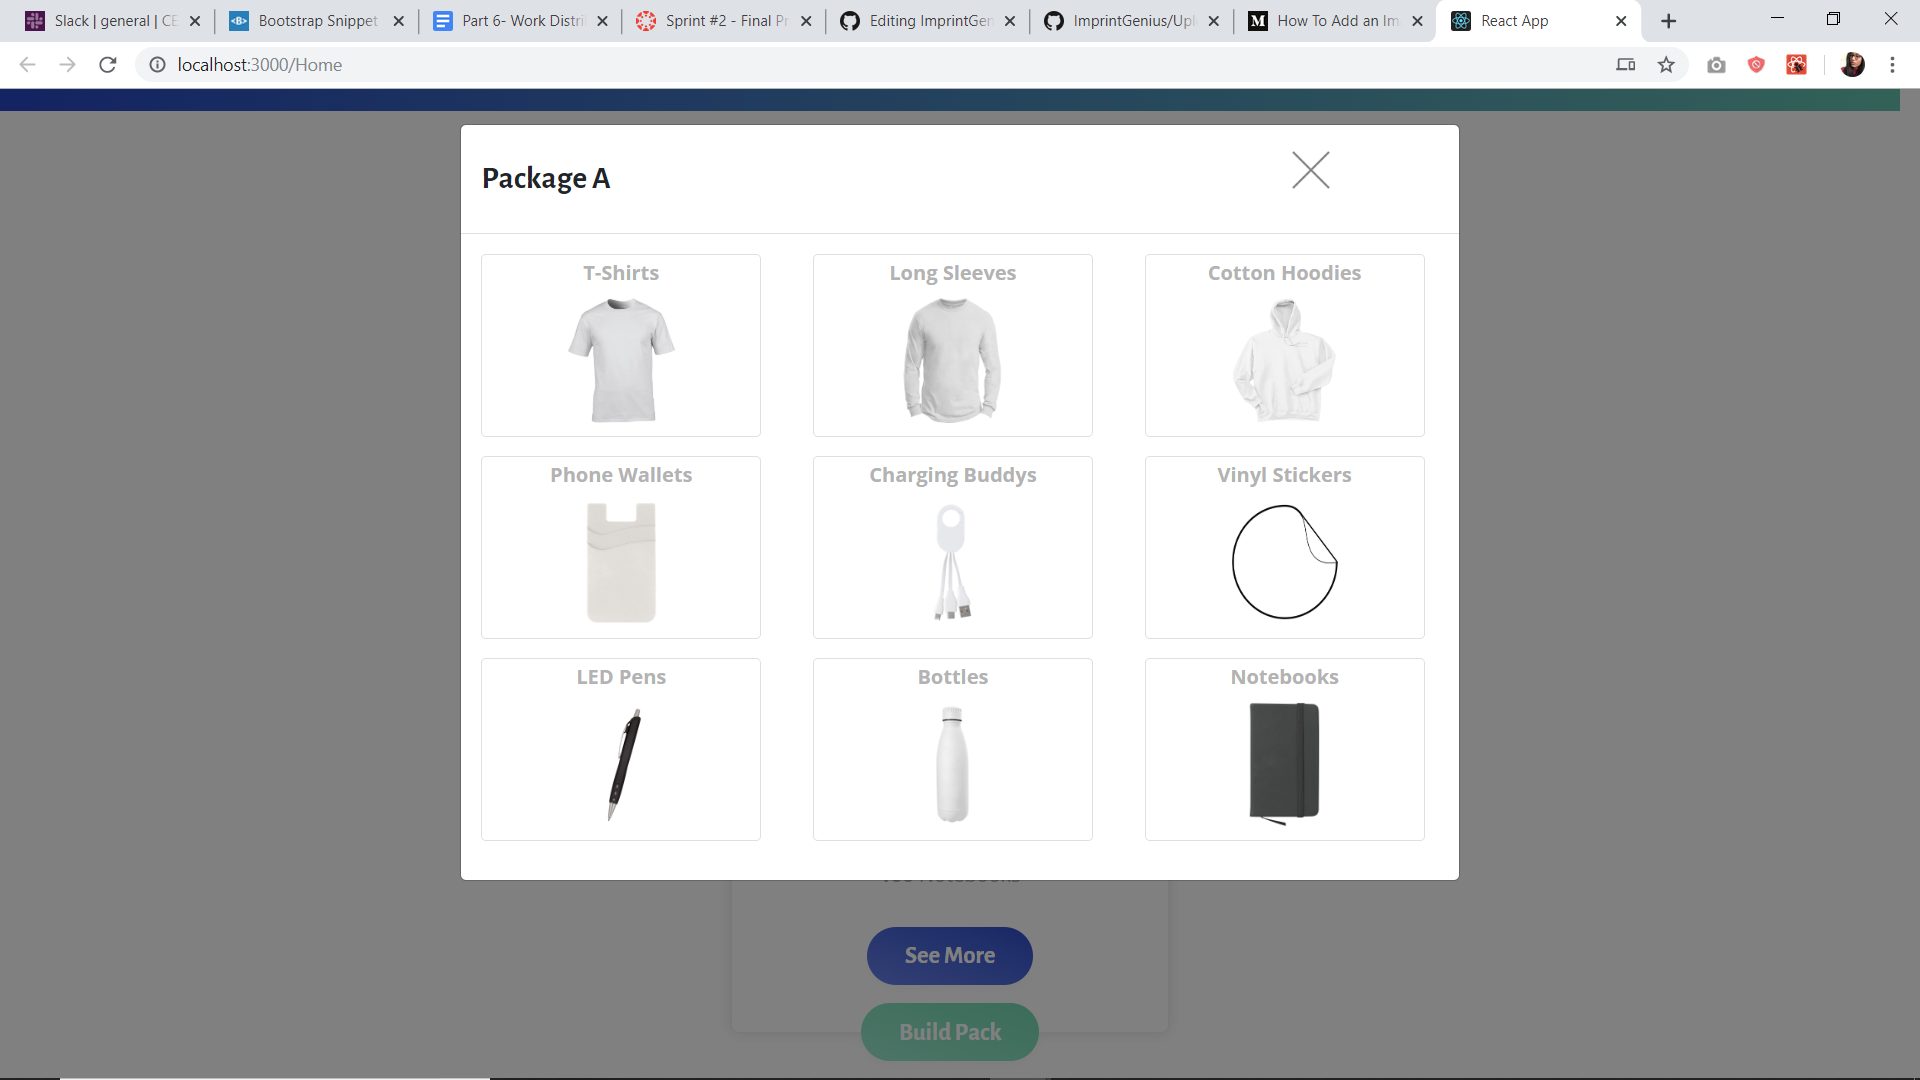 Slack | general | CE
Bootstrap Snippet
Part 6- Work Distri
Sprint #2 - Final Pr
Editing ImprintGen
ImprintGenius/Upl
How To Add an Im
React App
localhost:3000/Home
Package A
T-Shirts
Long Sleeves
Cotton Hoodies
Phone Wallets
Charging Buddys
Vinyl Stickers
LED Pens
Bottles
Notebooks
Notebooks
See More
Build Pack